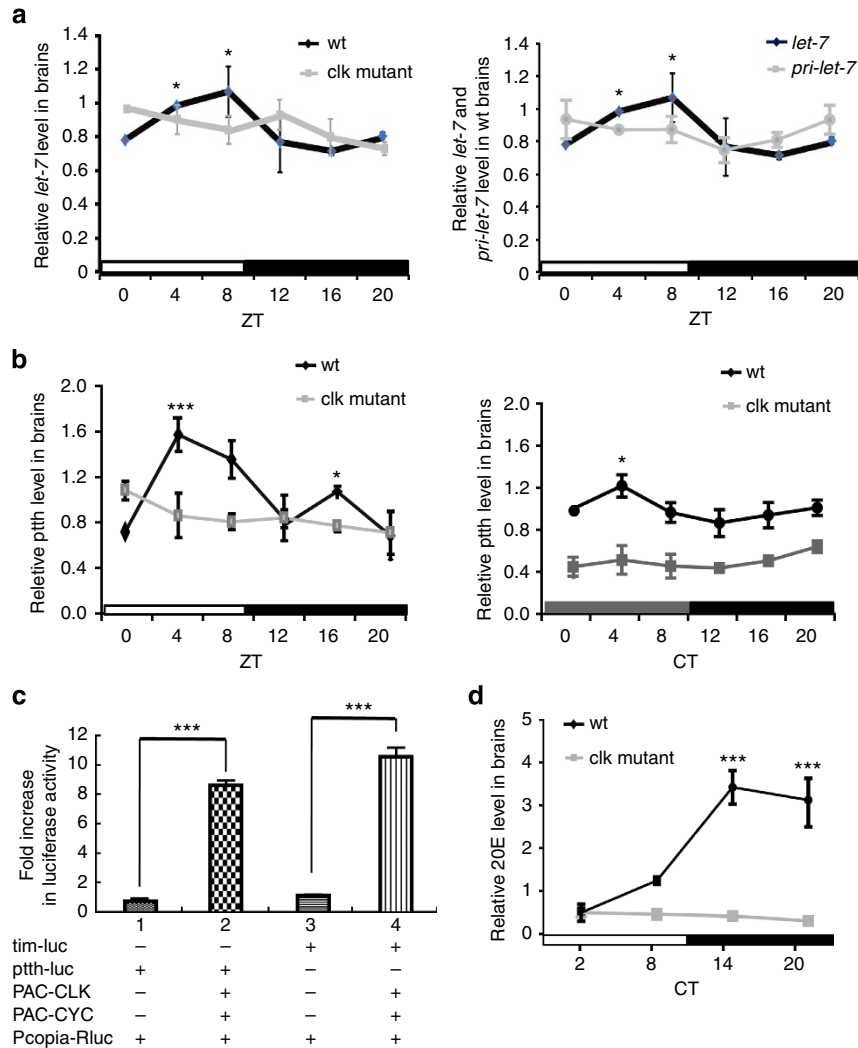 a
wt
clk mutant
Relative let-7 level in brains
1.4
1.2
1
0.8
0.6
0.4
0.2
0
*
*
0 4 8 12 16 20
ZT
let-7
pri-let-7
Relative let-7 and
pri-let-7 level in wt brains
1.4
1.2
1
0.8
0.6
0.4
0.2
0
*
*
0 4 8 12 16 20
ZT
b
wt
clk mutant
Reletive ptth level in brains
2.0
1.6
1.2
0.8
0.4
0.0
***
*
0 4 8 12 16 20
ZT
wt
clk mutant
Reletive ptth level in brains
2.0
1.6
1.2
0.8
0.4
0.0
*
0 4 8 12 16 20
CT
c
Fold increase
in luciferase activity
12
10
8
6
4
2
0
***
***
1 2 3 4
tim-luc – – + +
ptth-luc + + – –
PAC-CLK – + – +
PAC-CYC – + – +
Pcopia-Rluc + + + +
d
wt
clk mutant
Relative 20E level in brains
5
4
3
2
1
0
***
***
2 8 14 20
CT